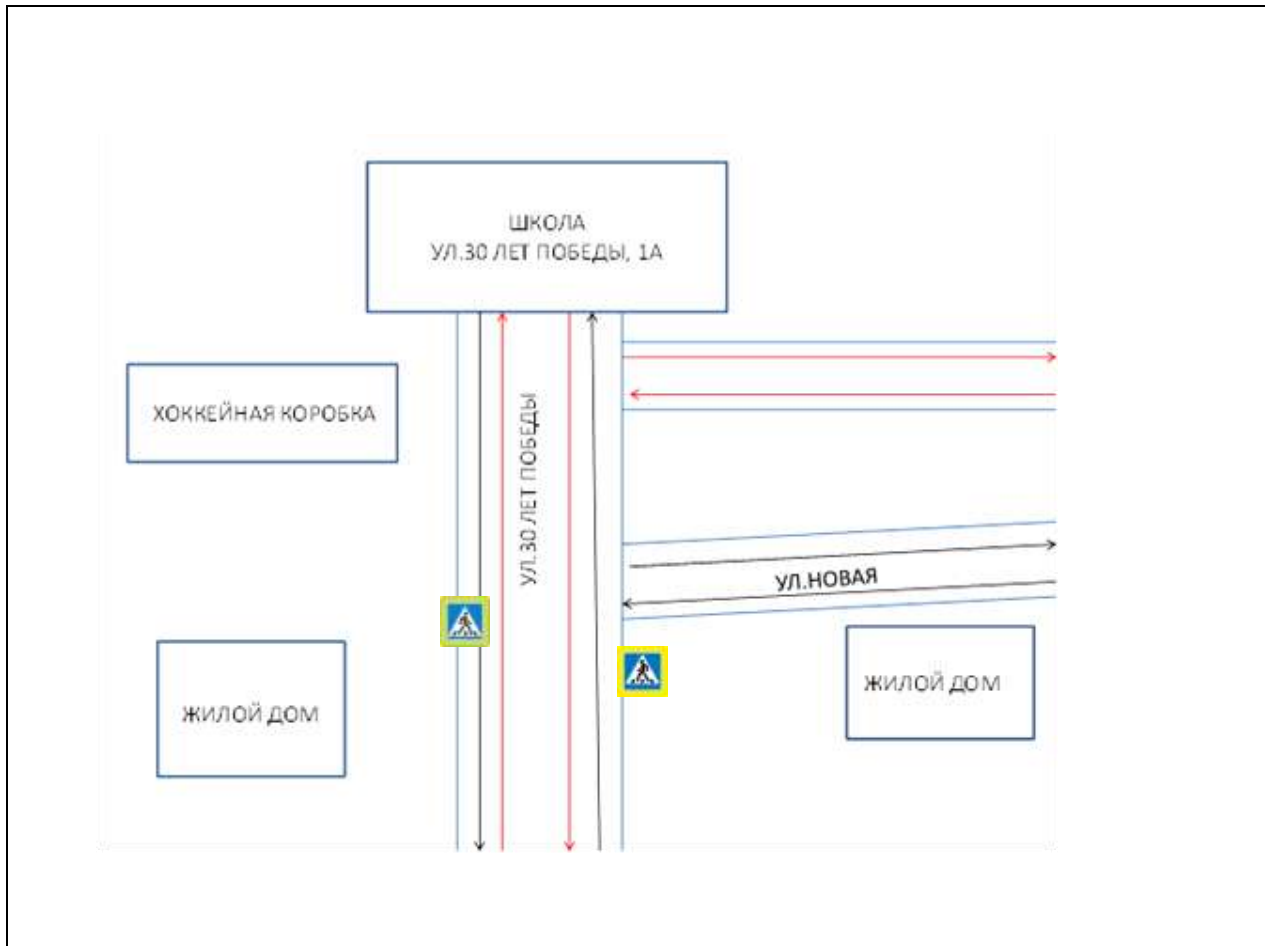 ШКОЛА
УЛ.30 ЛЕТ ПОБЕДЫ, 1А
ХОККЕЙНАЯ КОРОБКА
УЛ.30 ЛЕТ ПОБЕДЫ
УЛ.НОВАЯ
ЖИЛОЙ ДОМ
ЖИЛОЙ ДОМ